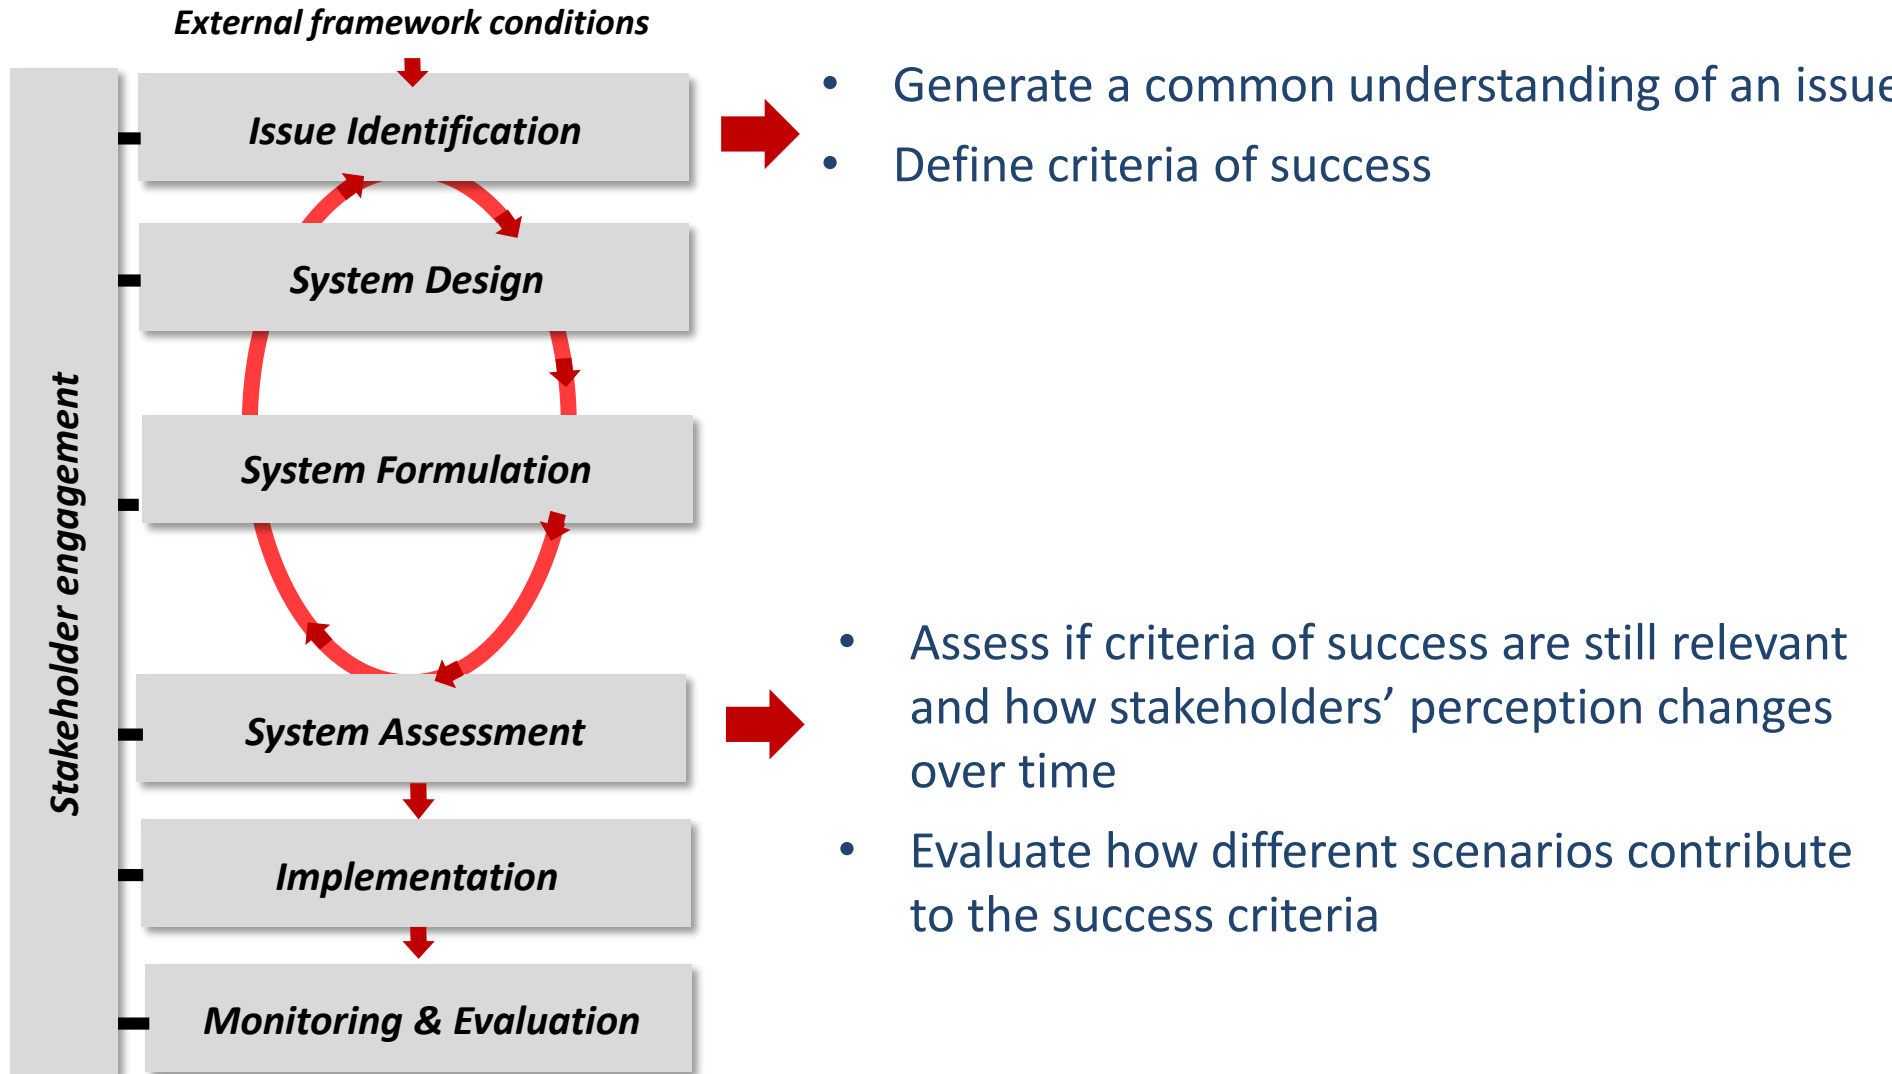 External framework conditions
Stakeholder engagement
Issue Identification
• Generate a common understanding of an issue
• Define criteria of success
System Design
System Formulation
System Assessment
• Assess if criteria of success are still relevant
and how stakeholders’ perception changes
over time
• Evaluate how different scenarios contribute
to the success criteria
Implementation
Monitoring & Evaluation